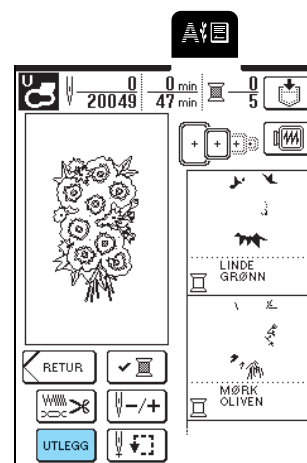 A
U
0
20049
0 min
47 min
0
5
LINDE
GRØNN
MØRK
OLIVEN
RETUR
-/+
UTLEGG